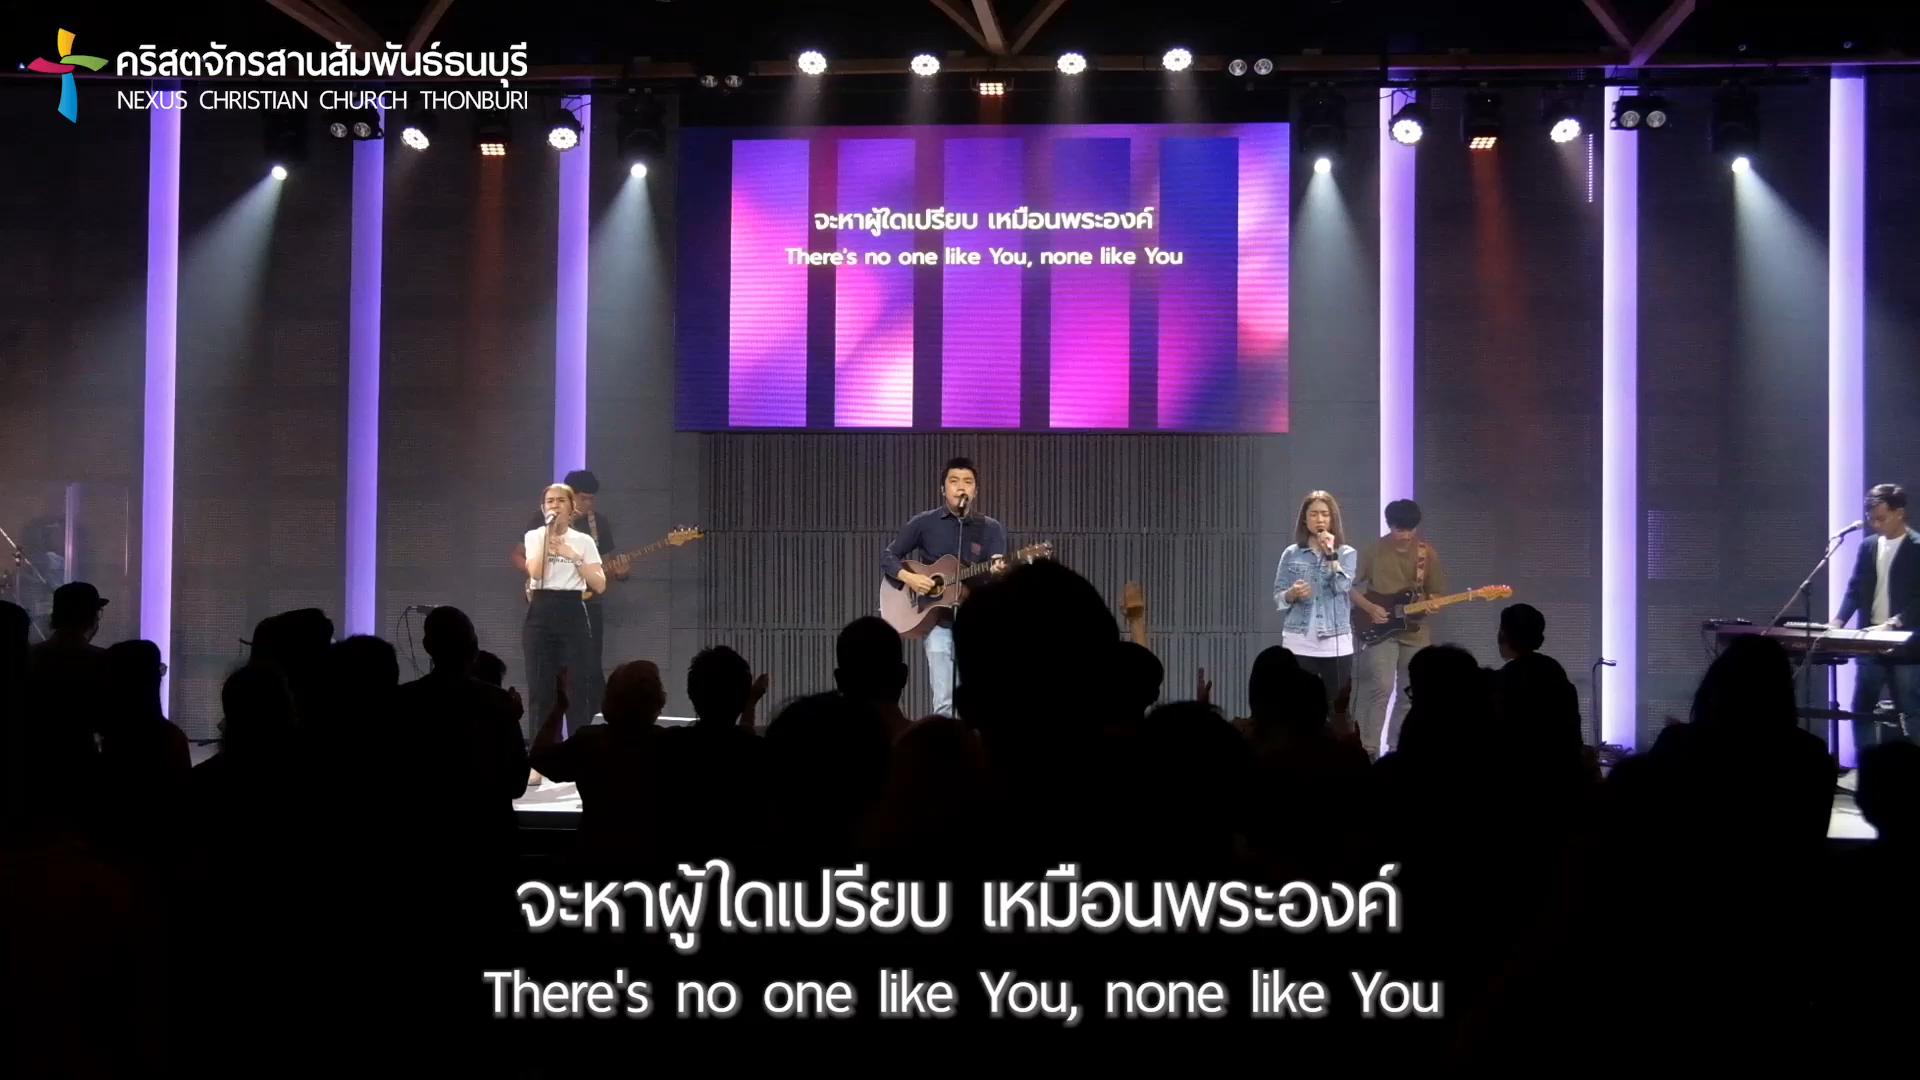 คริสตจักรสานสัมพันธ์ธนบุรี
NEXUS CHRISTIAN CHURCH THONBURI
จะหาผู้ใดเปรียบ เหมือนพระองค์
There's no one like You, none like You
จะหาผู้ใดเปรียบ เหมือนพระองค์
There's no one like You, none like You